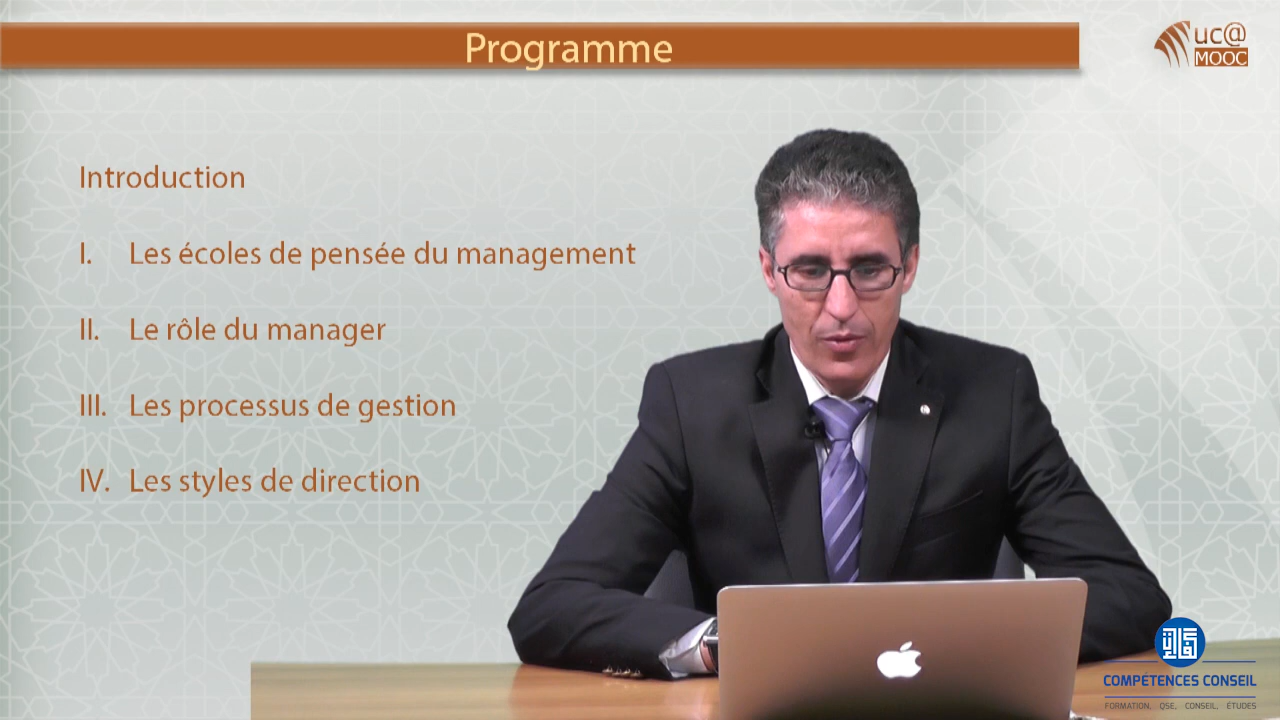 Programme
uc@
MOOC
Introduction
I. Les écoles de pensée du management
II. Le rôle du manager
III. Les processus de gestion
IV. Les styles de direction
COMPÉTENCES CONSEIL
FORMATION, QSE, CONSEIL, ÉTUDES